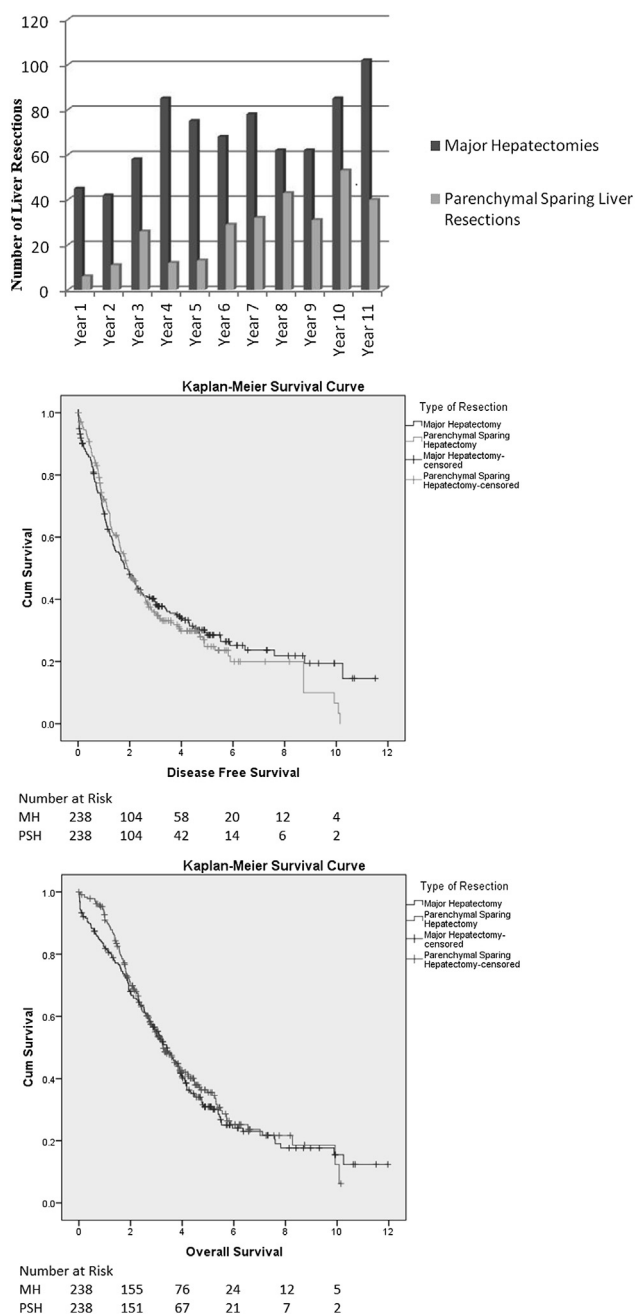 120
100
80
60
40
20
0
Number of Liver Resections
Year 1
Year 2
Year 3
Year 4
Year 5
Year 6
Year 7
Year 8
Year 9
Year 10
Year 11
Major Hepatectomies
Parenchymal Sparing Liver
Resections
Kaplan-Meier Survival Curve
Type of Resection
Major Hepatectomy
Parenchymal Sparing
Hepatectomy
Major Hepatectomy-
censored
Parenchymal Sparing
Hepatectomy-censored
1.0
0.8
0.6
0.4
0.2
0.0
Cum Survival
0 2 4 6 8 10 12
Disease Free Survival
Number at Risk
MH 238 104 58 20 12 4
PSH 238 104 42 14 6 2
Kaplan-Meier Survival Curve
Type of Resection
Major Hepatectomy
Parenchymal Sparing
Hepatectomy
Major Hepatectomy-
censored
Parenchymal Sparing
Hepatectomy-censored
1.0
0.8
0.6
0.4
0.2
0.0
Cum Survival
0 2 4 6 8 10 12
Overall Survival
Number at Risk
MH 238 155 76 24 12 5
PSH 238 151 67 21 7 2